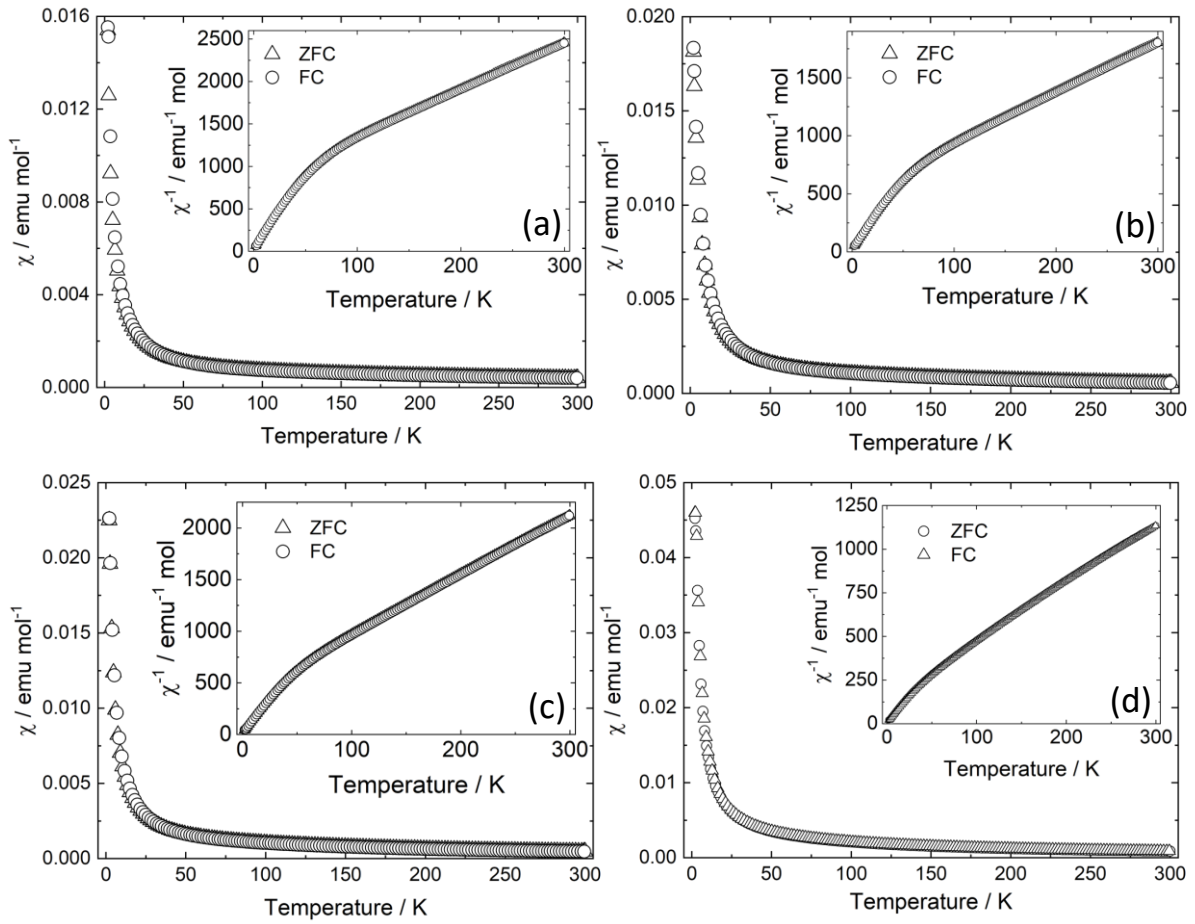 0.016
0.012
0.008
0.004
0.000
χ / emu mol⁻¹
0 50 100 150 200 250 300
Temperature / K
2500
2000
1500
1000
500
0
χ⁻¹ / emu⁻¹ mol
ZFC
FC
0 100 200 300
Temperature / K
(a)
0.020
0.015
0.010
0.005
0.000
χ / emu mol⁻¹
0 50 100 150 200 250 300
Temperature / K
1500
1000
500
0
χ⁻¹ / emu⁻¹ mol
ZFC
FC
0 100 200 300
Temperature / K
(b)
0.025
0.020
0.015
0.010
0.005
0.000
χ / emu mol⁻¹
0 50 100 150 200 250 300
Temperature / K
2000
1500
1000
500
0
χ⁻¹ / emu⁻¹ mol
ZFC
FC
0 100 200 300
Temperature / K
(c)
0.05
0.04
0.03
0.02
0.01
0.00
χ / emu mol⁻¹
0 50 100 150 200 250 300
Temperature / K
1250
1000
750
500
250
0
χ⁻¹ / emu⁻¹ mol
ZFC
FC
0 100 200 300
Temperature / K
(d)